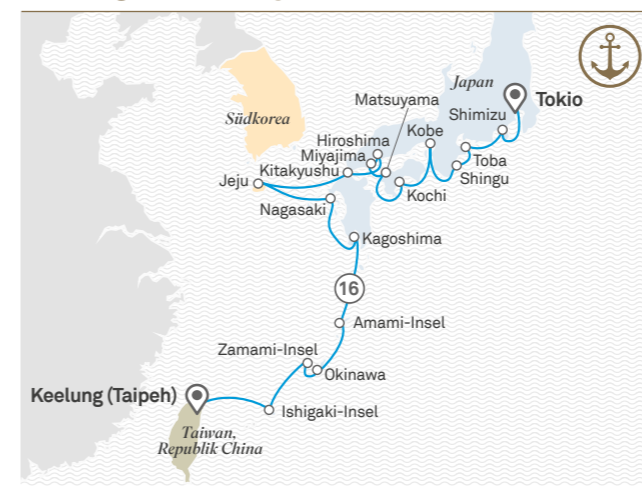 Japan
Tokio
Matsuyama
Shimizu
Südkorea
Kobe
Hiroshima
Miyajima
Toba
Kitakyushu
Shingu
Jeju
Kochi
Nagasaki
Kagoshima
16
Amami-Insel
Zamami-Insel
Okinawa
Keelung (Taipeh)
Ishigaki-Insel
Taiwan,
Republik China